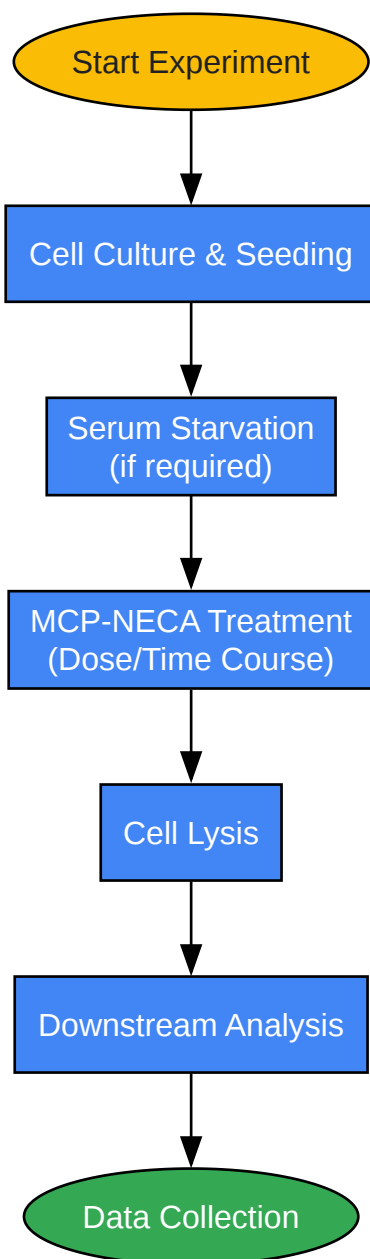 Start Experiment
Cell Culture & Seeding
Serum Starvation
(if required)
MCP-NECA Treatment
(Dose/Time Course)
Cell Lysis
Downstream Analysis
Data Collection